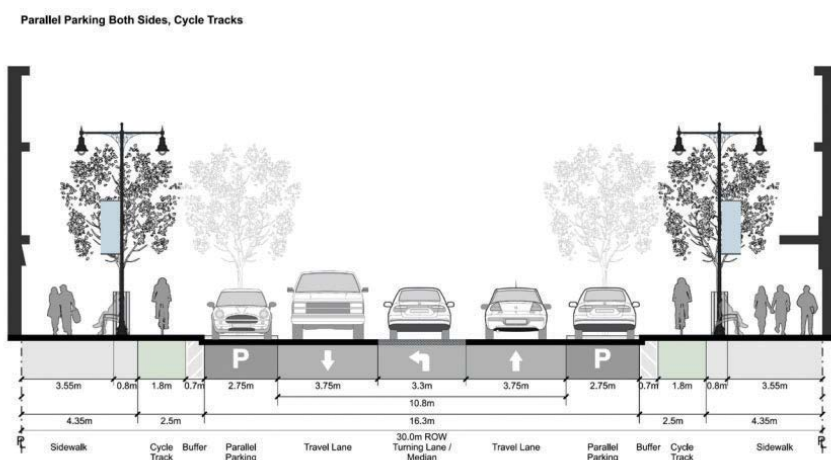 Parallel Parking Both Sides, Cycle Tracks
P P
3.55m 0.8m 1.8m 0.7m 2.75m 3.75m 3.3m 3.75m 2.75m 0.7m 1.8m 0.8m 3.55m
10.8m
4.35m 2.5m 16.3m 2.5m 4.35m
30.0m ROW
Sidewalk Cycle Buffer Parallel Travel Lane Turning Lane / Travel Lane Parallel Buffer Cycle Sidewalk
Track Parking Median Parking Track